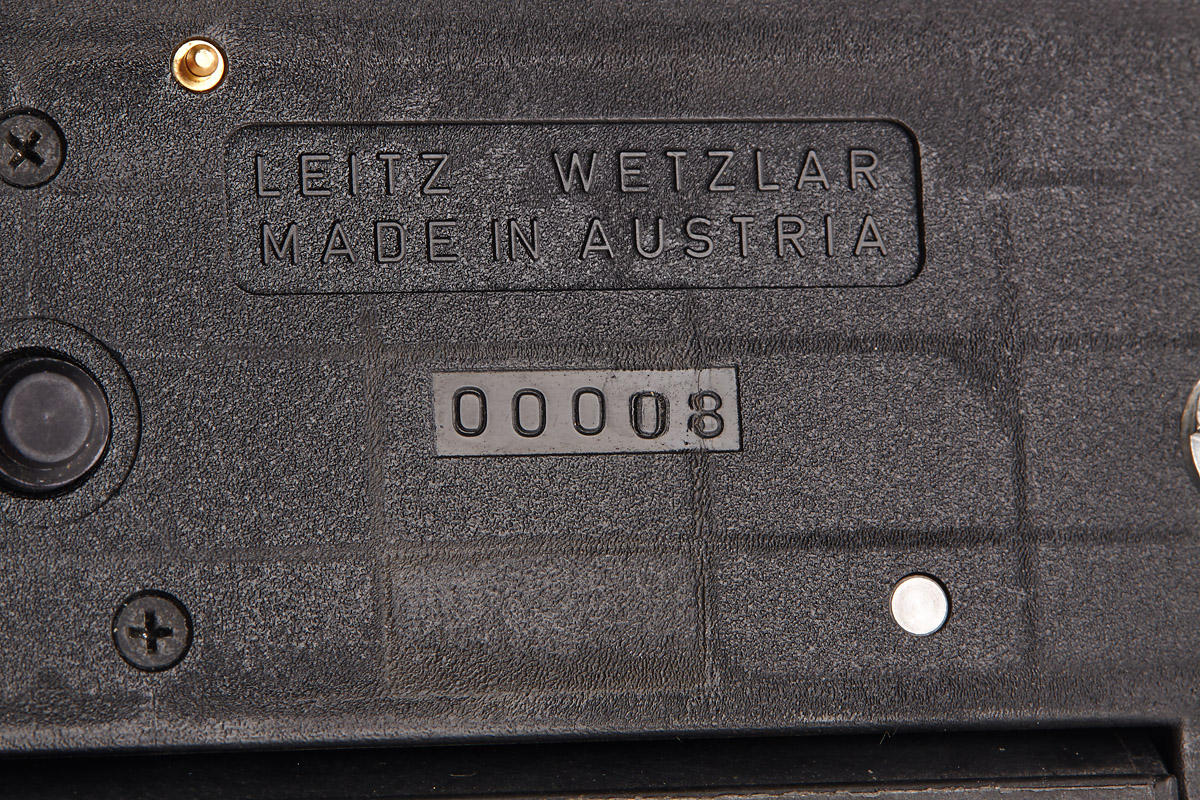 LEITZ WETZLAR
MADE IN AUSTRIA
00008